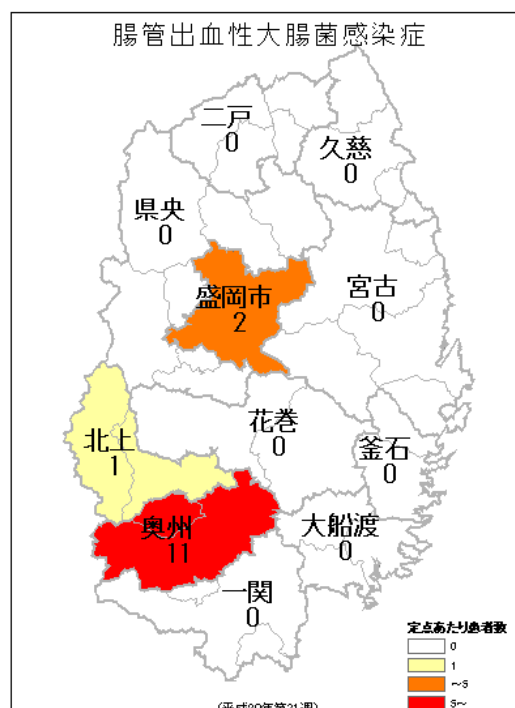 腸管出血性大腸菌感染症
二戸
0
久慈
0
県央
0
盛岡市
2
宮古
0
北上
1
花巻
0
釜石
0
奥州
11
大船渡
0
一関
0
定点あたり患者数
0
1
～5
5～